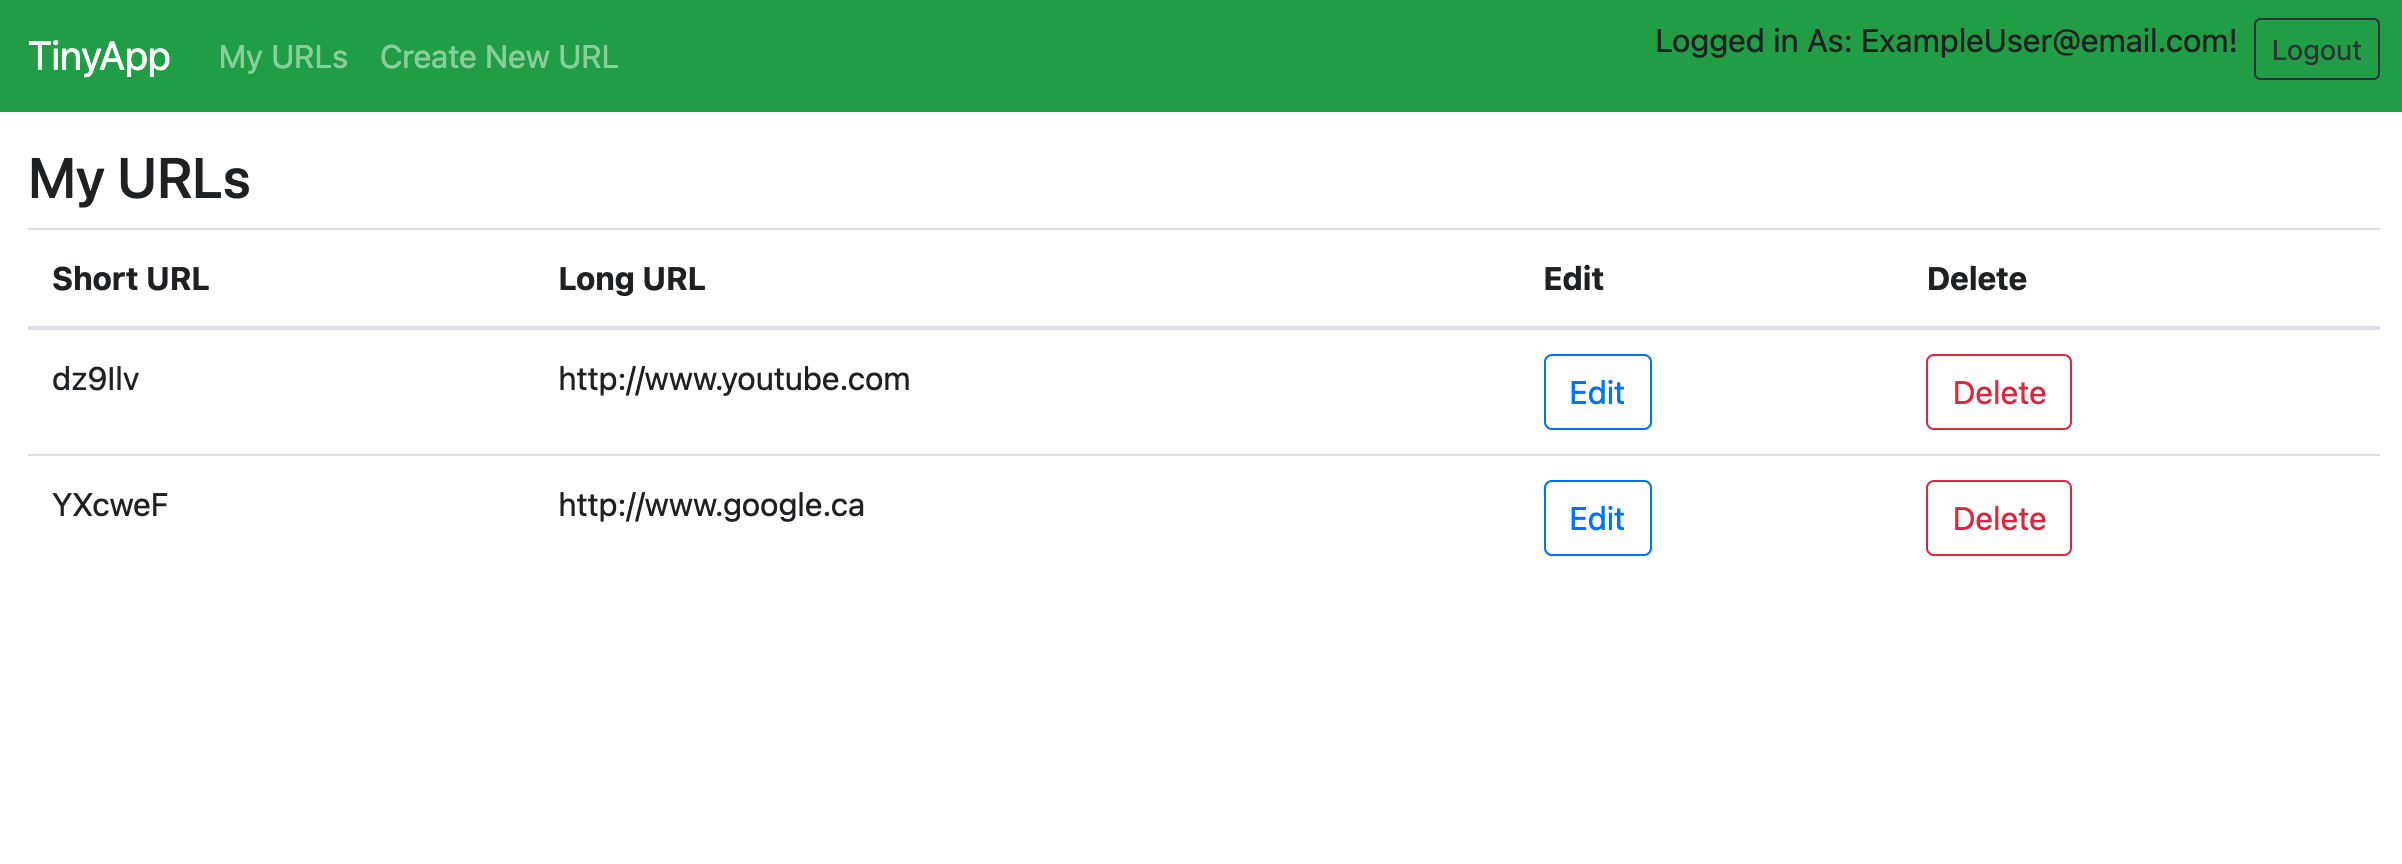 TinyApp My URLs Create New URL Logged in As: ExampleUser@email.com! Logout
My URLs
Short URL Long URL Edit Delete
dz9Ilv http://www.youtube.com Edit Delete
YXcweF http://www.google.ca Edit Delete